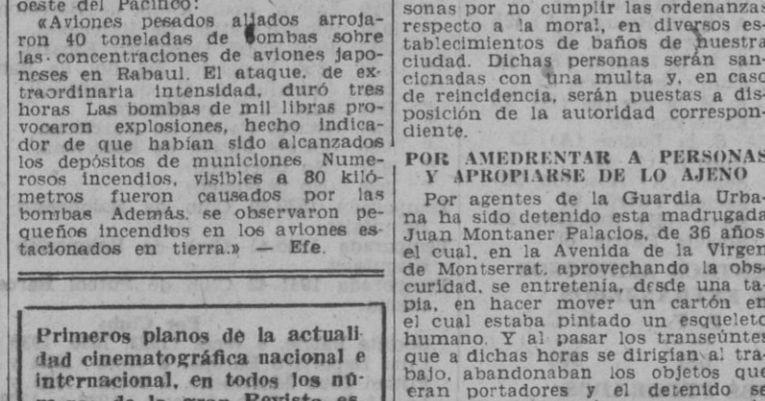 oeste del Pacífico:
«Aviones pesados aliados arroja-
ron 40 toneladas de bombas sobre
las concentraciones de aviones japo-
neses en Rabaul. El ataque, de ex-
traordinaria intensidad, duró tres
horas Las bombas de mil libras pro-
vocaron explosiones, hecho indica-
dor de que habían sido alcanzados
los depósitos de municiones. Nume-
rosos incendios, visibles a 80 kiló-
metros fueron causados por las
bombas Además, se observaron pe-
queños incendios en los aviones es-
tacionados en tierra.» — Efe.
Primeros planos de la actuali-
dad cinematográfica nacional e
internacional, en todos los nú-
de la gran Revista es-
sonas por no cumplir las ordenanzas
respecto a la moral, en diversos es-
tablecimientos de baños de nuestra
ciudad. Dichas personas serán san-
cionadas con una multa y, en caso
de reincidencia, serán puestas a dis-
posición de la autoridad correspon-
diente.
POR AMEDRENTAR A PERSONAS
Y APROPIARSE DE LO AJENO
Por agentes de la Guardia Urba-
na ha sido detenido esta madrugada
Juan Montaner Palacios, de 36 años
el cual, en la Avenida de la Virgen
de Montserrat, aprovechando la obs-
curidad, se entretenía, desde una ta-
pia, en hacer mover un cartón en
el cual estaba pintado un esqueleto
humano. Y al pasar los transeúntes
que a dichas horas se dirigían al tra-
bajo, abandonaban los objetos que
eran portadores y el detenido se